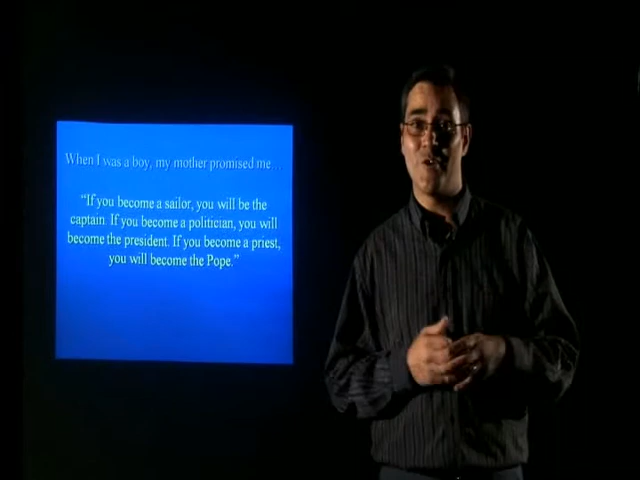 When I was a boy, my mother promised me…
“If you become a sailor, you will be the
captain. If you become a politician, you will
become the president. If you become a priest,
you will become the Pope.”